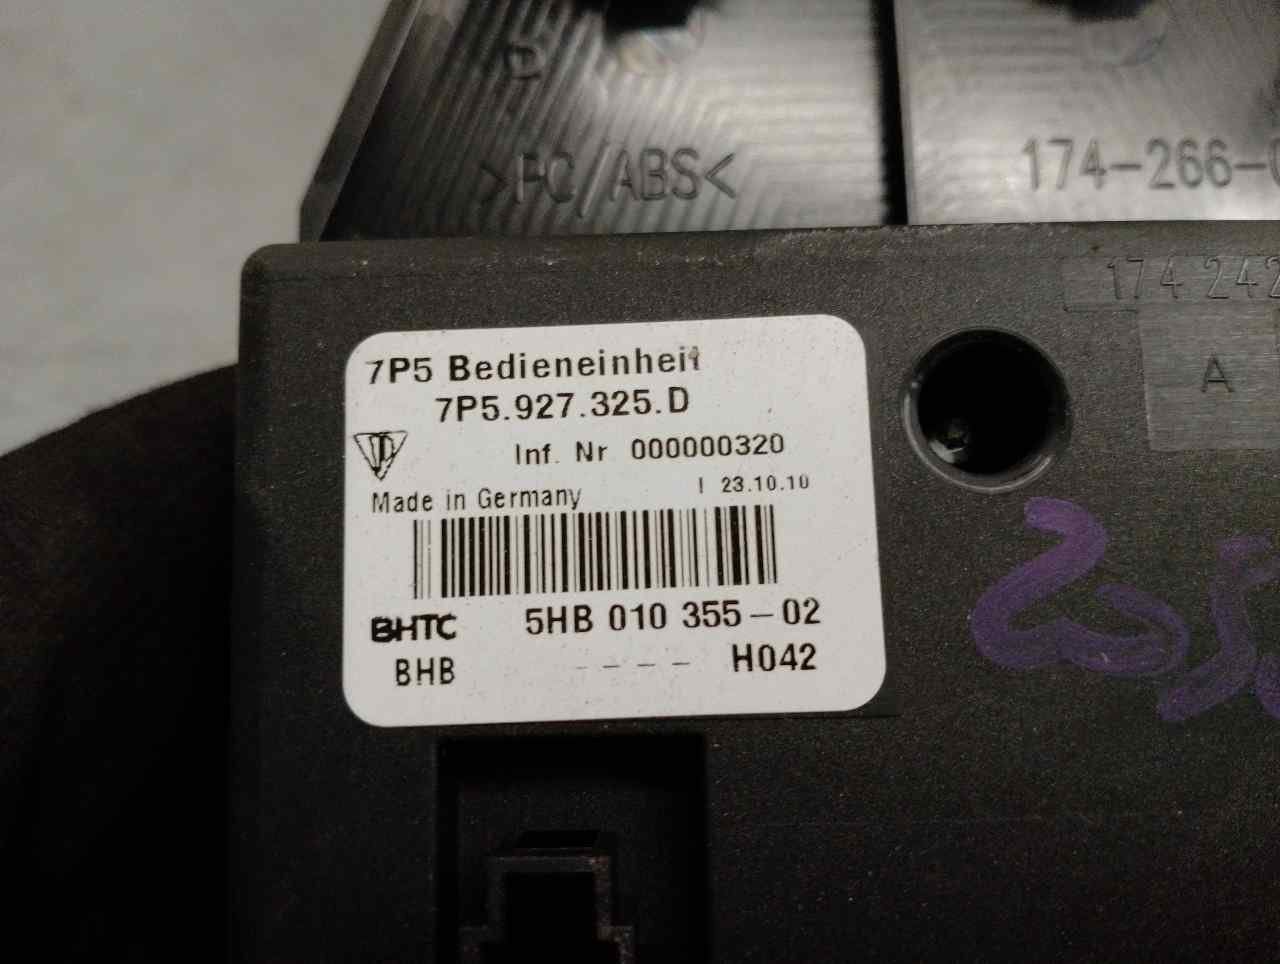 >PC/ABS<
174-266-0
174 242
A
7P5 Bedieneinheit
7P5.927.325.D
Inf. Nr 000000320
Made in Germany I 23.10.10
BHTC 5HB 010 355-02
BHB ---- H042